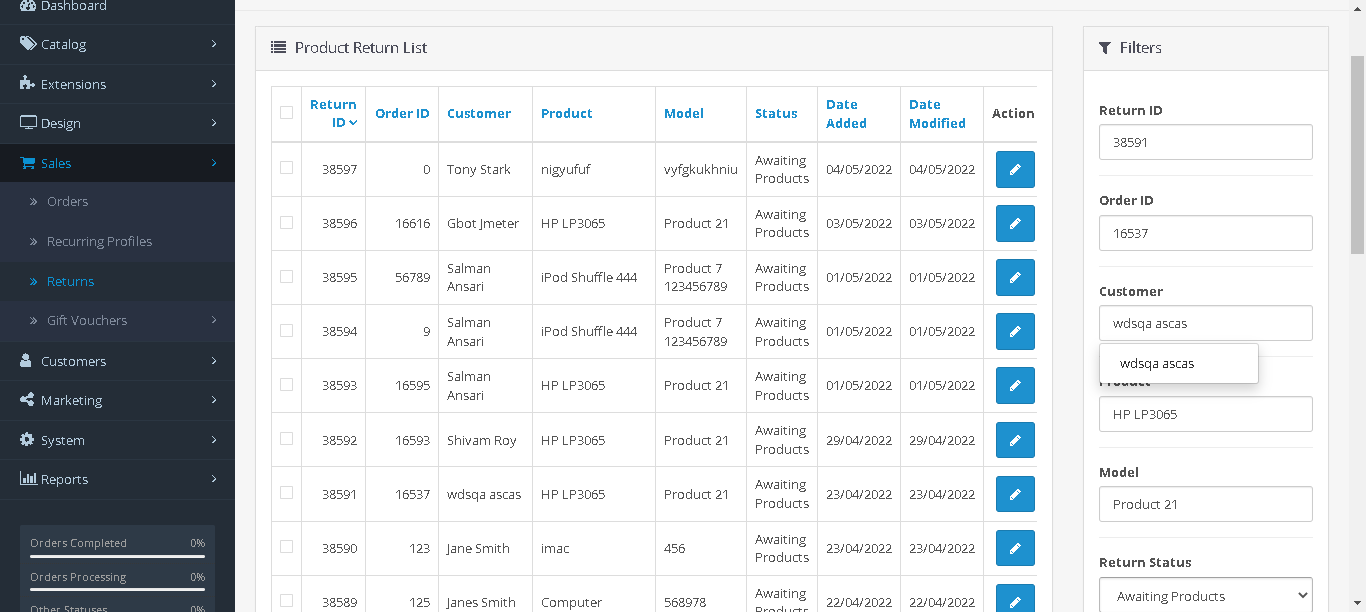 Dashboard
Catalog
Extensions
Design
Sales
Orders
Recurring Profiles
Returns
Gift Vouchers
Customers
Marketing
System
Reports
Orders Completed 0%
Orders Processing 0%
Other Statuses 0%
Product Return List
Return ID Order ID Customer Product Model Status Date Added Date Modified Action
38597 0 Tony Stark nigyufuf vyfgkukhniu Awaiting Products 04/05/2022 04/05/2022
38596 16616 Gbot Jmeter HP LP3065 Product 21 Awaiting Products 03/05/2022 03/05/2022
38595 56789 Salman Ansari iPod Shuffle 444 Product 7 123456789 Awaiting Products 01/05/2022 01/05/2022
38594 9 Salman Ansari iPod Shuffle 444 Product 7 123456789 Awaiting Products 01/05/2022 01/05/2022
38593 16595 Salman Ansari HP LP3065 Product 21 Awaiting Products 01/05/2022 01/05/2022
38592 16593 Shivam Roy HP LP3065 Product 21 Awaiting Products 29/04/2022 29/04/2022
38591 16537 wdsqa ascas HP LP3065 Product 21 Awaiting Products 23/04/2022 23/04/2022
38590 123 Jane Smith imac 456 Awaiting Products 23/04/2022 23/04/2022
38589 125 Janes Smith Computer 568978 Awaiting Products 22/04/2022 22/04/2022
Filters
Return ID
38591
Order ID
16537
Customer
wdsqa ascas
wdsqa ascas
Product
HP LP3065
Model
Product 21
Return Status
Awaiting Products